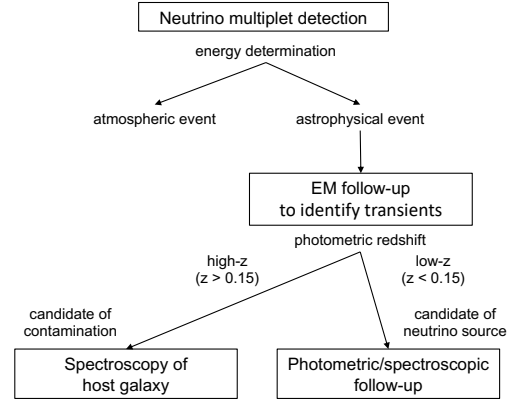 Neutrino multiplet detection
energy determination
atmospheric event
astrophysical event
EM follow-up
to identify transients
photometric redshift
high-z
(z > 0.15)
low-z
(z < 0.15)
candidate of
contamination
candidate of
neutrino source
Spectroscopy of
host galaxy
Photometric/spectroscopic
follow-up